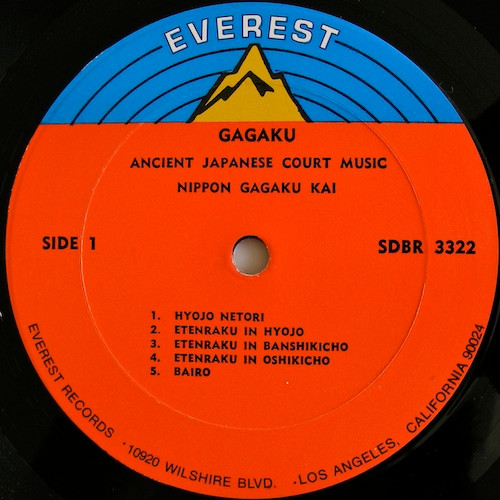 EVEREST
GAGAKU
ANCIENT JAPANESE COURT MUSIC
NIPPON GAGAKU KAI
SIDE 1
SDBR 3322
1. HYOJO NETORI
2. ETENRAKU IN HYOJO
3. ETENRAKU IN BANSHIKICHO
4. ETENRAKU IN OSHIKICHO
5. BAIRO
EVEREST RECORDS · 10920 WILSHIRE BLVD. · LOS ANGELES, CALIFORNIA 90024